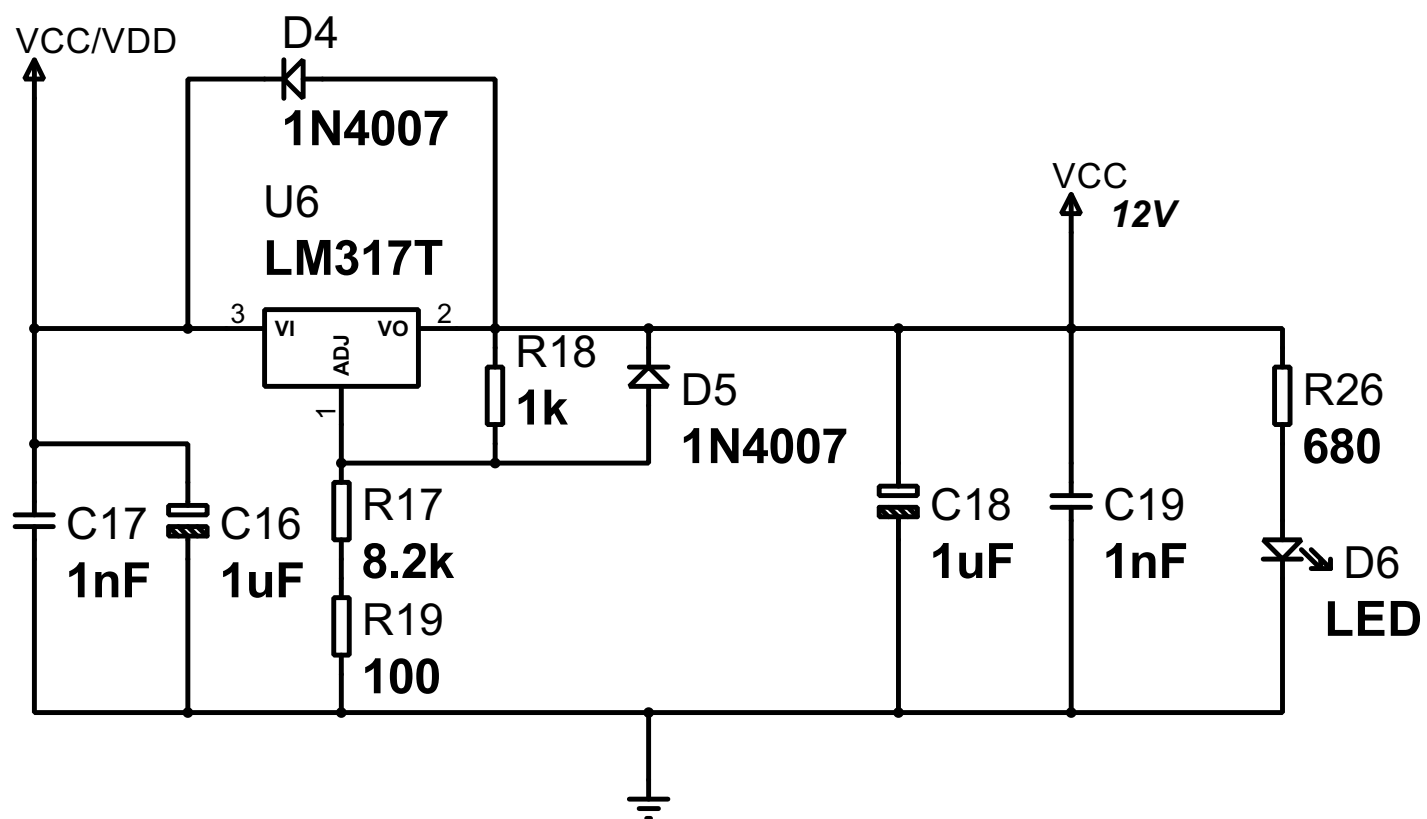 VCC/VDD
D4
1N4007
U6
LM317T
VCC
12V
3
VI
VO
2
ADJ
1
R18
1k
D5
1N4007
R26
680
C17
1nF
C16
1uF
R17
8.2k
R19
100
C18
1uF
C19
1nF
D6
LED